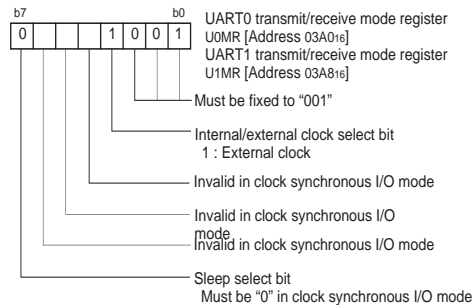 b7 b0
0 1 0 0 1
UART0 transmit/receive mode register
U0MR [Address 03A016]
UART1 transmit/receive mode register
U1MR [Address 03A816]
Must be fixed to “001”
Internal/external clock select bit
1 : External clock
Invalid in clock synchronous I/O mode
Invalid in clock synchronous I/O
mode
Invalid in clock synchronous I/O mode
Sleep select bit
Must be “0” in clock synchronous I/O mode